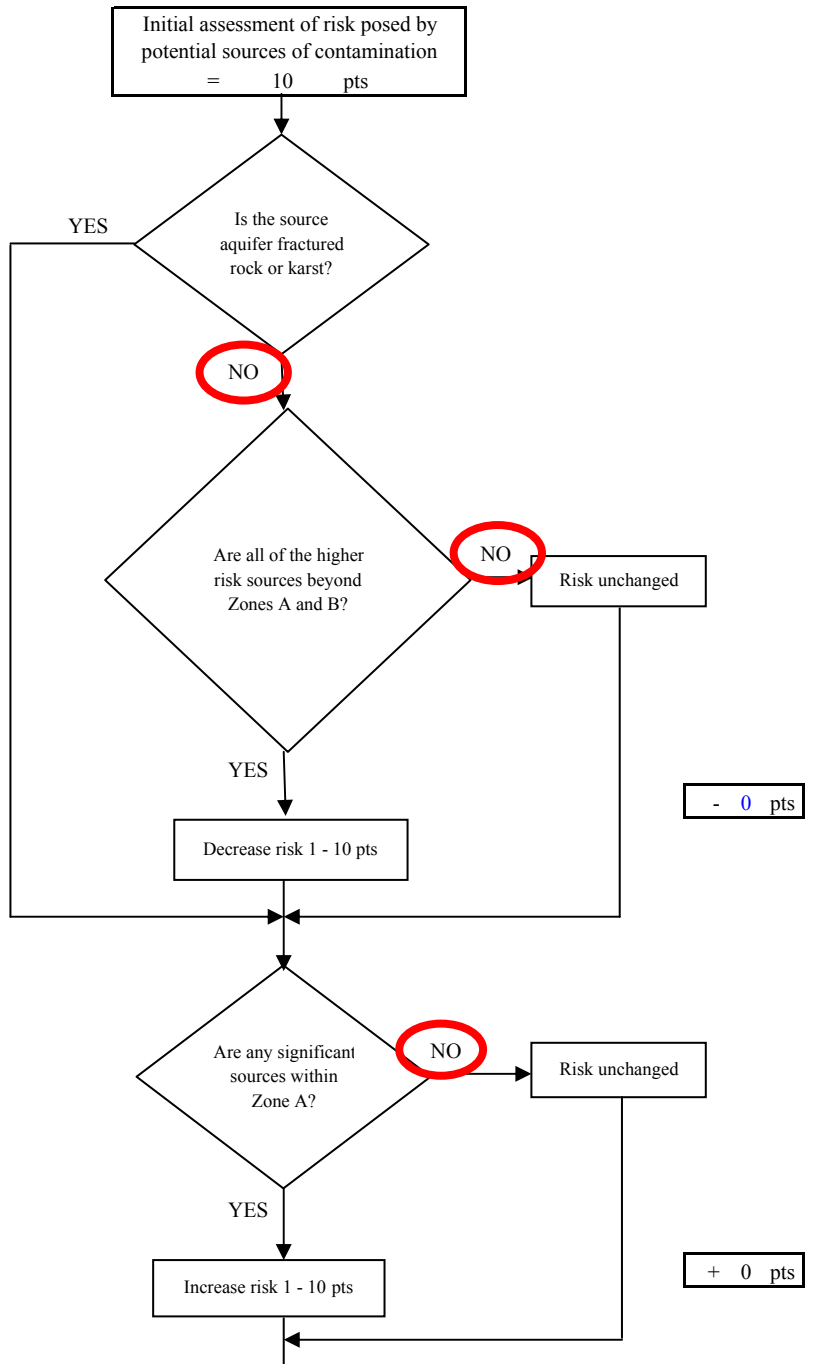 Initial assessment of risk posed by
potential sources of contamination
= 10 pts
YES
Is the source
aquifer fractured
rock or karst?
NO
Are all of the higher
risk sources beyond
Zones A and B?
NO
Risk unchanged
YES
- 0 pts
Decrease risk 1 - 10 pts
Are any significant
sources within
Zone A?
NO
Risk unchanged
YES
+ 0 pts
Increase risk 1 - 10 pts